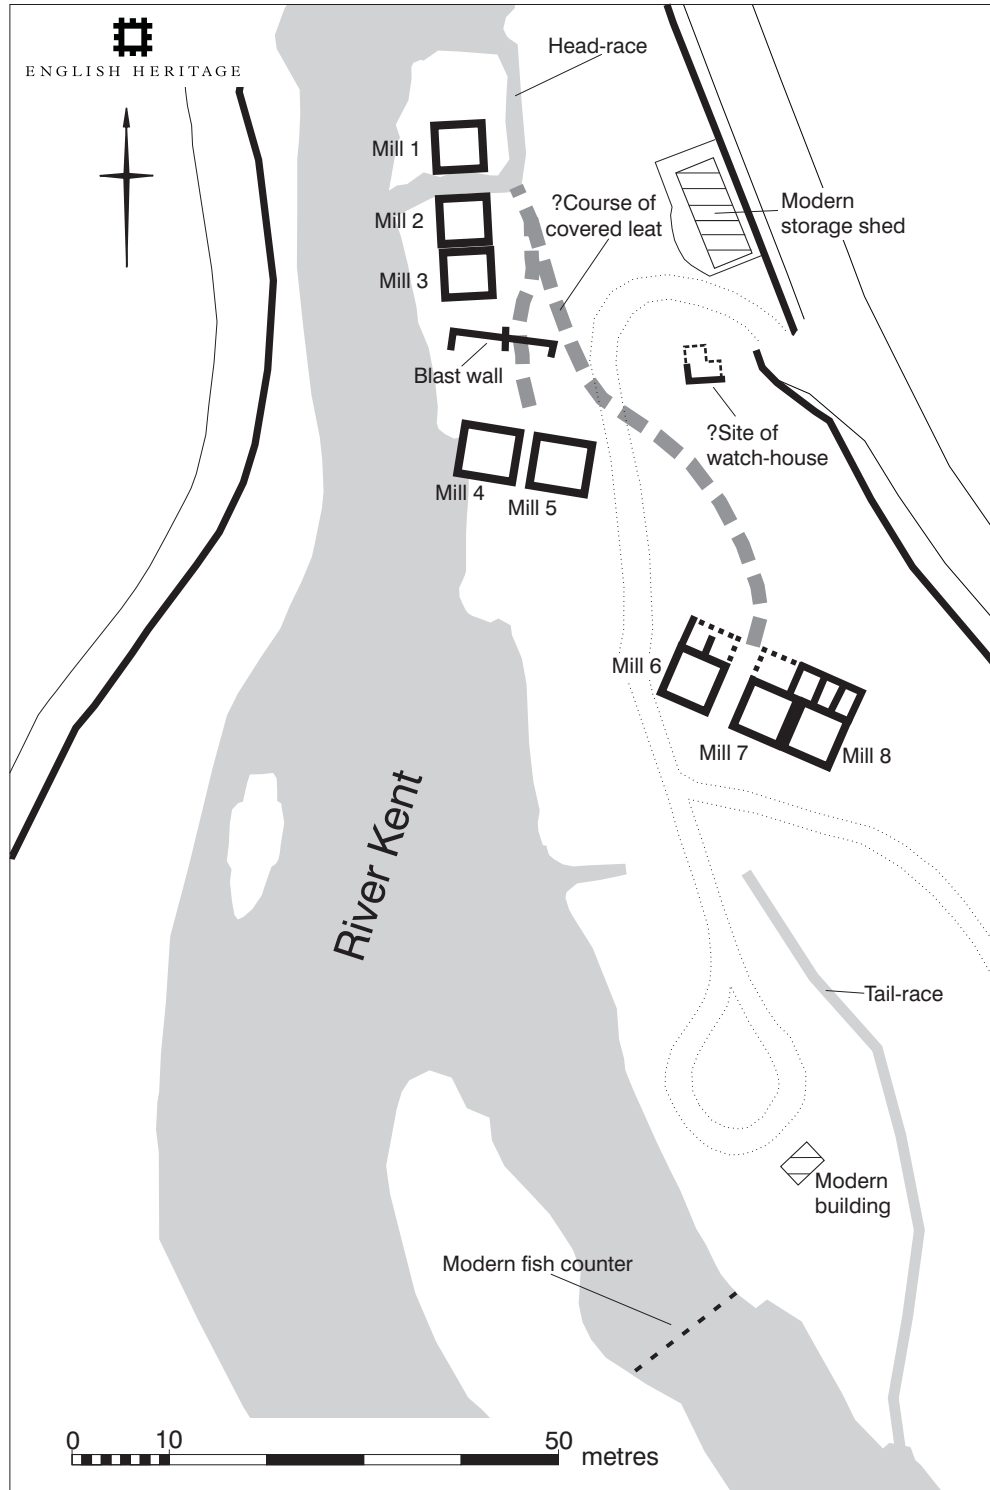 ENGLISH HERITAGE
Head-race
Mill 1
?Course of
covered leat
Modern
storage shed
Mill 2
Mill 3
Blast wall
?Site of
watch-house
Mill 4
Mill 5
Mill 6
Mill 7
Mill 8
River Kent
Tail-race
Modern
building
Modern fish counter
0 10 50 metres